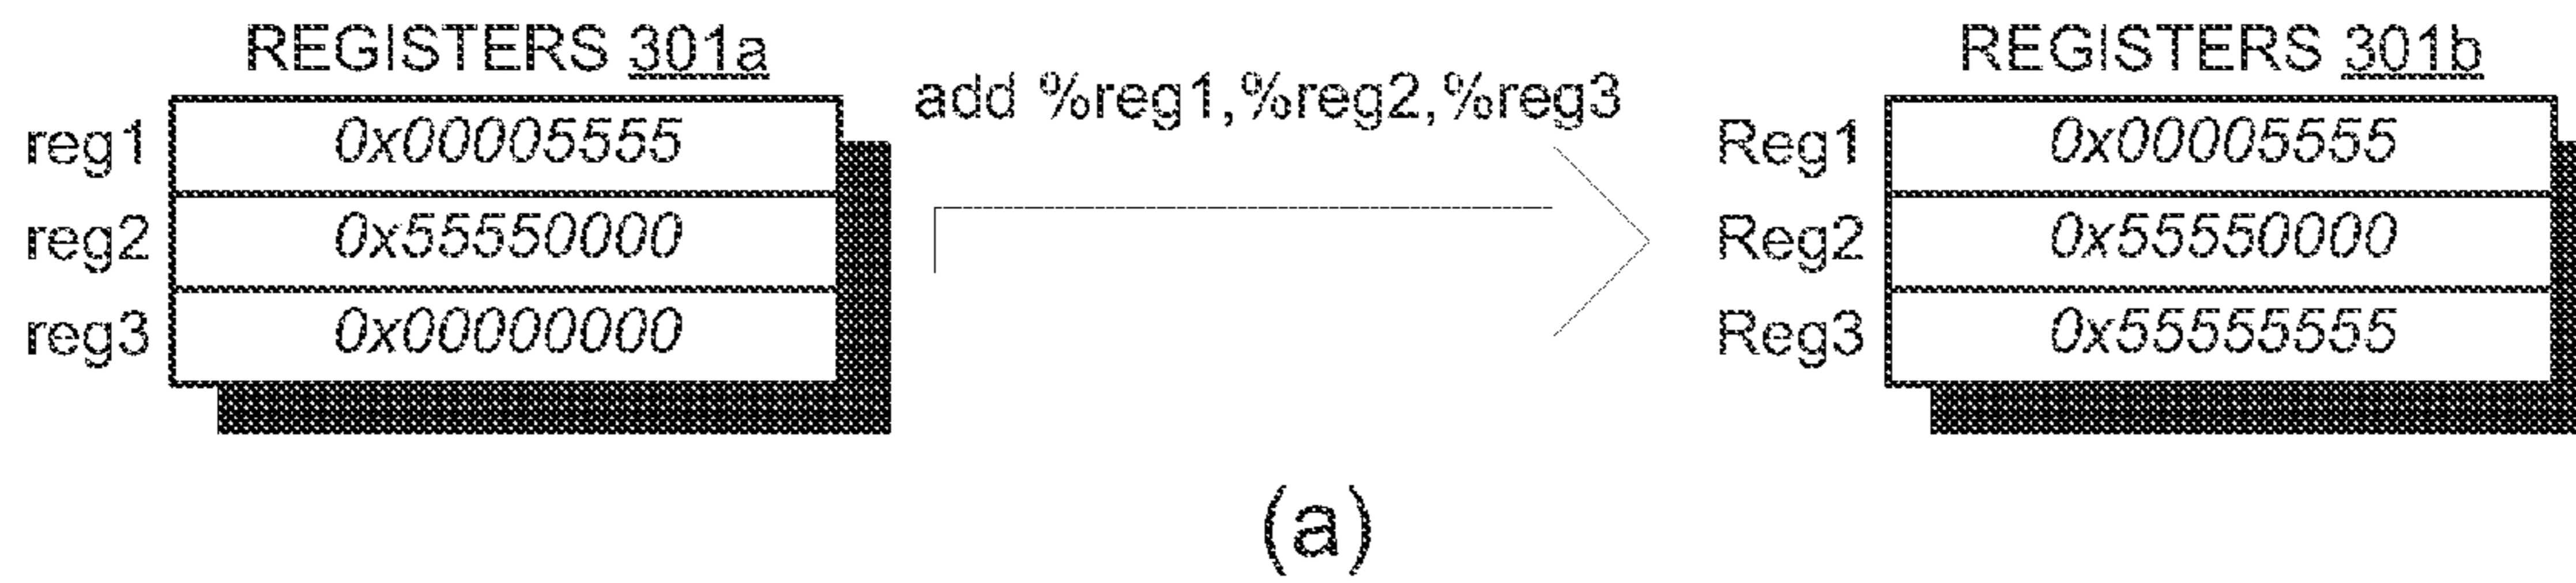 REGISTERS 301a
reg1 0x00005555
reg2 0x55550000
reg3 0x00000000
add %reg1,%reg2,%reg3
REGISTERS 301b
Reg1 0x00005555
Reg2 0x55550000
Reg3 0x55555555
(a)